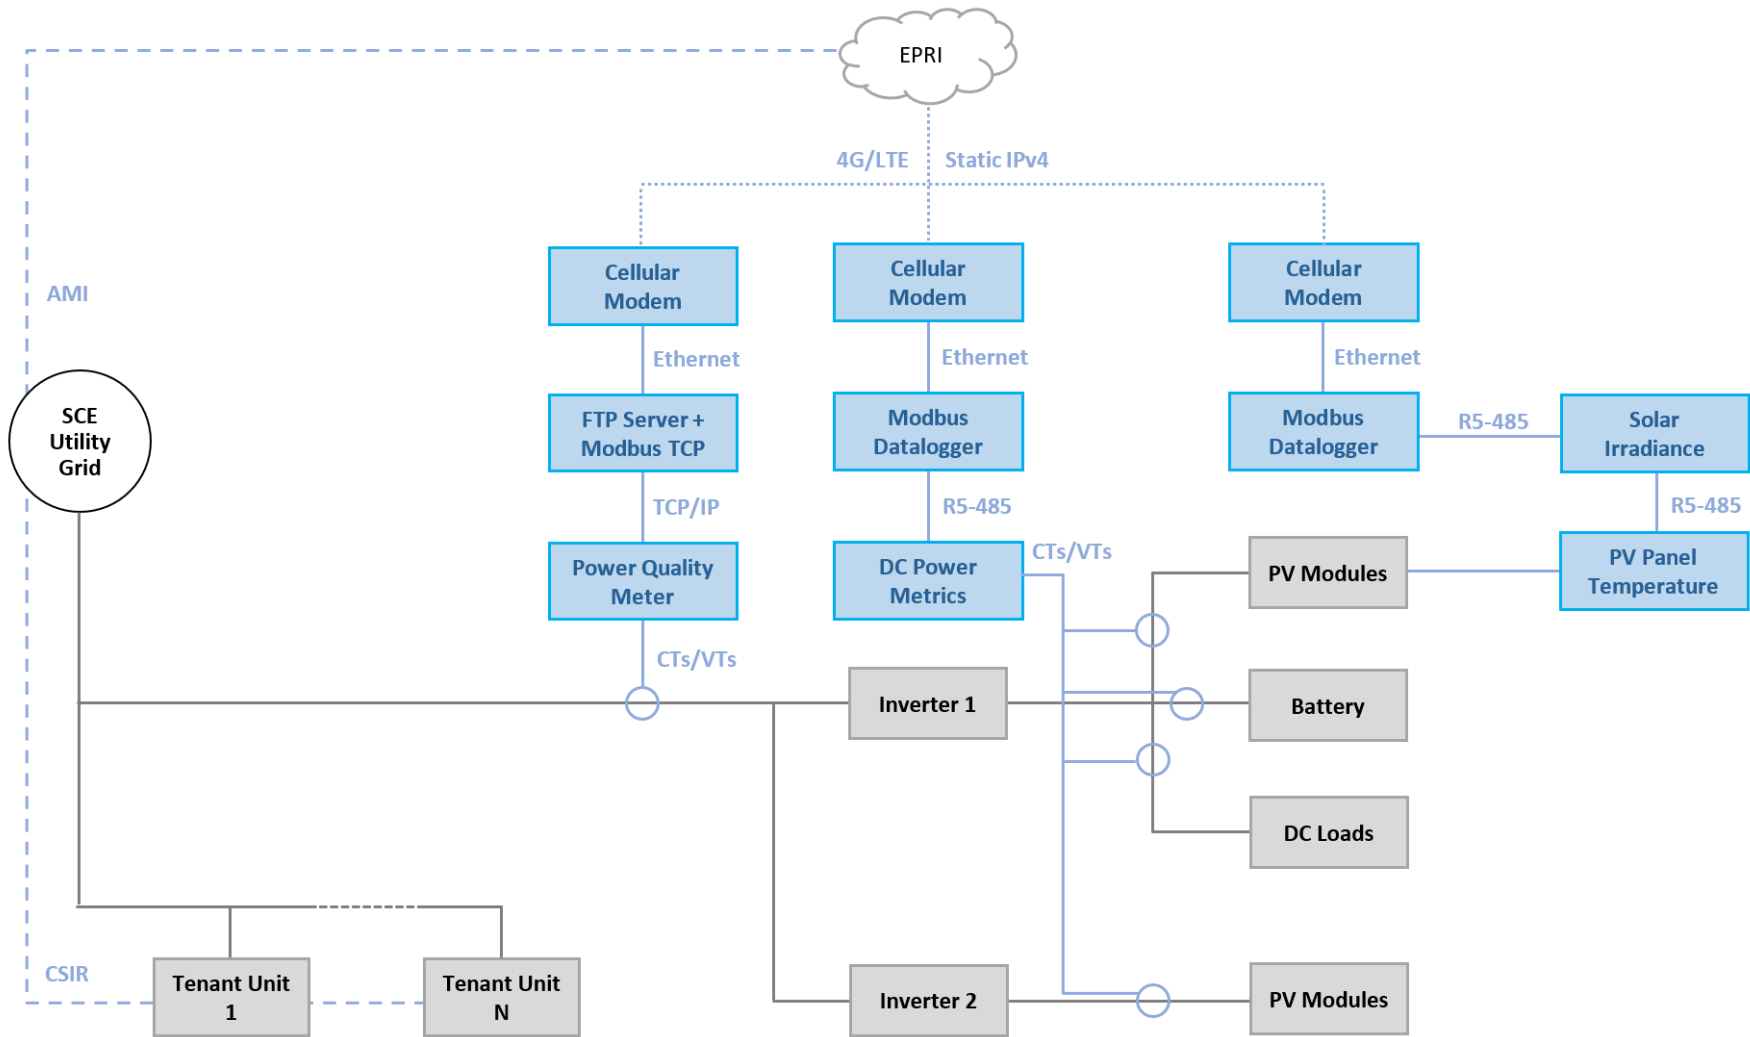 EPRI
4G/LTE
Static IPv4
Cellular
Modem
Cellular
Modem
Cellular
Modem
AMI
Ethernet
Ethernet
Ethernet
SCE
Utility
Grid
FTP Server +
Modbus TCP
Modbus
Datalogger
Modbus
Datalogger
R5-485
Solar
Irradiance
TCP/IP
R5-485
R5-485
Power Quality
Meter
DC Power
Metrics
CTs/VTs
PV Modules
PV Panel
Temperature
CTs/VTs
Inverter 1
Battery
DC Loads
CSIR
Tenant Unit
1
Tenant Unit
N
Inverter 2
PV Modules